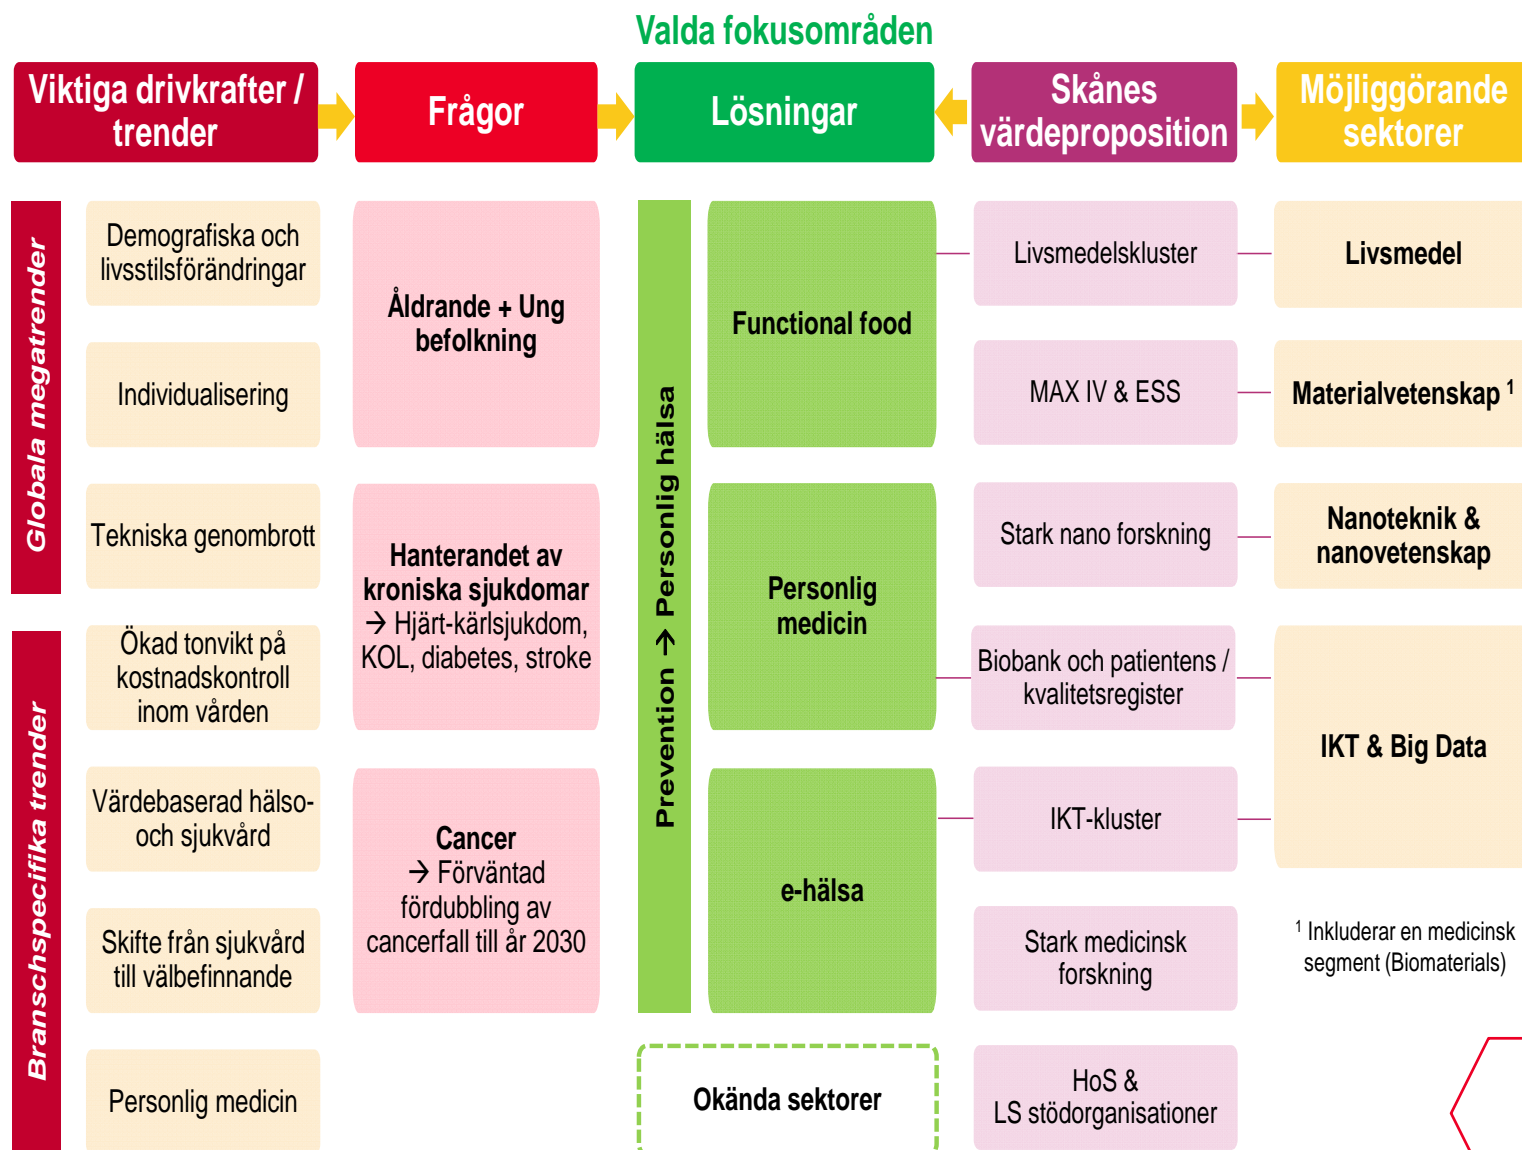 Valda fokusområden
Viktiga drivkrafter /
trender
Frågor
Lösningar
Skånes
värdeproposition
Möjliggörande
sektorer
Globala megatrender
Demografiska och
livsstilsförändringar
Individualisering
Tekniska genombrott
Branschspecifika trender
Ökad tonvikt på
kostnadskontroll
inom vården
Värdebaserad hälso-
och sjukvård
Skifte från sjukvård
till välbefinnande
Personlig medicin
Åldrande + Ung
befolkning
Hanterandet av
kroniska sjukdomar
→ Hjärt-kärlsjukdom,
KOL, diabetes, stroke
Cancer
→ Förväntad
fördubbling av
cancerfall till år 2030
Prevention → Personlig hälsa
Functional food
Personlig
medicin
e-hälsa
Okända sektorer
Livsmedelskluster
MAX IV & ESS
Stark nano forskning
Biobank och patientens /
kvalitetsregister
IKT-kluster
Stark medicinsk
forskning
HoS &
LS stödorganisationer
Livsmedel
Materialvetenskap ¹
Nanoteknik &
nanovetenskap
IKT & Big Data
¹ Inkluderar en medicinsk
segment (Biomaterials)